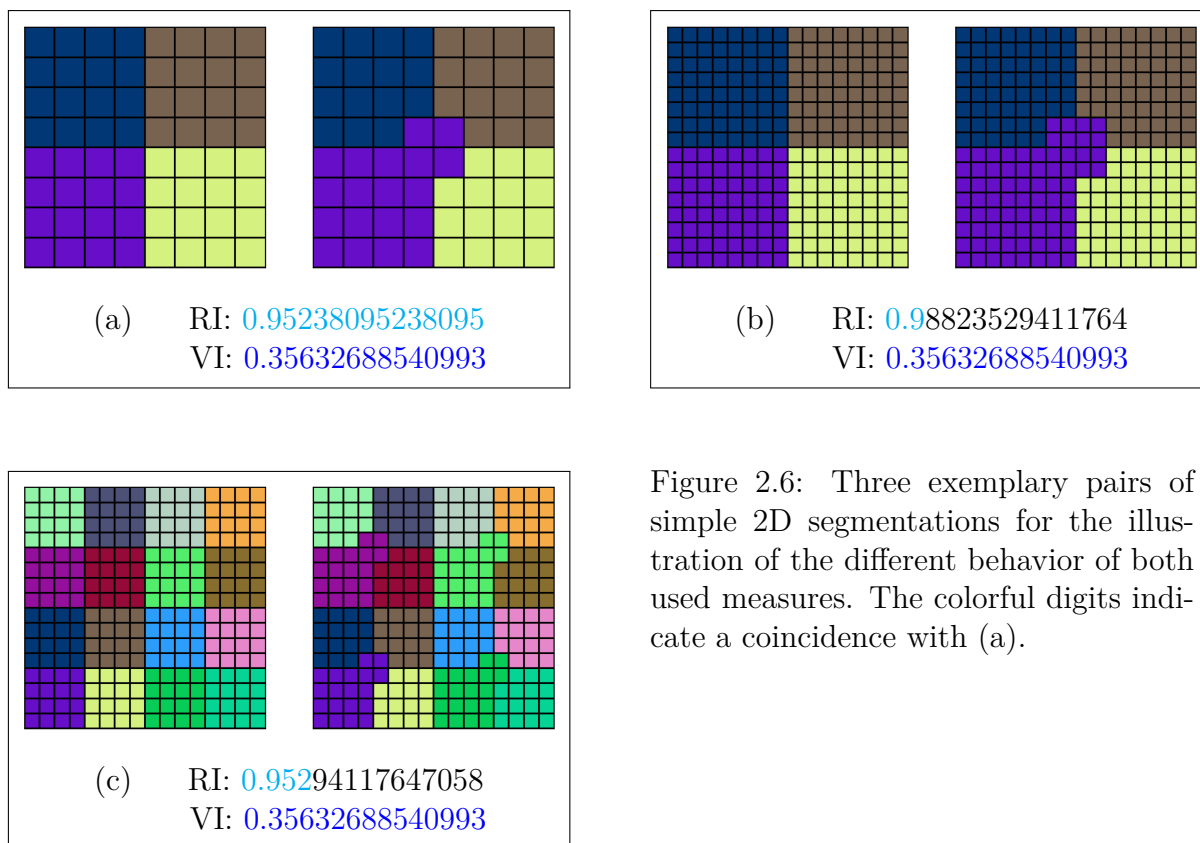 (a) RI: 0.95238095238095
VI: 0.35632688540993
(b) RI: 0.98823529411764
VI: 0.35632688540993
(c) RI: 0.95294117647058
VI: 0.35632688540993
Figure 2.6: Three exemplary pairs of
simple 2D segmentations for the illus-
tration of the different behavior of both
used measures. The colorful digits indi-
cate a coincidence with (a).